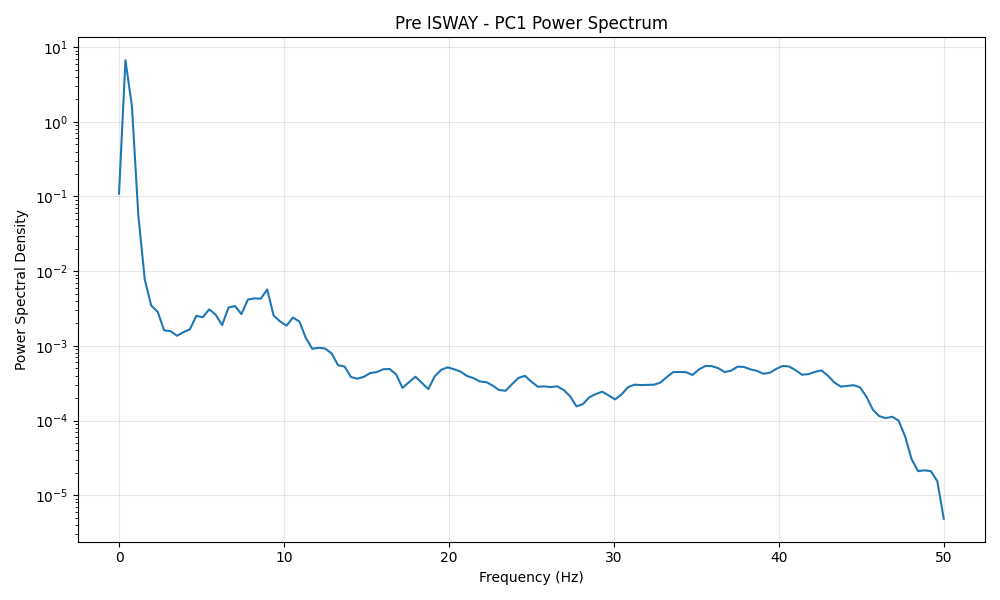 Pre ISWAY - PC1 Power Spectrum
Power Spectral Density
10¹
10⁰
10⁻¹
10⁻²
10⁻³
10⁻⁴
10⁻⁵
0 10 20 30 40 50
Frequency (Hz)